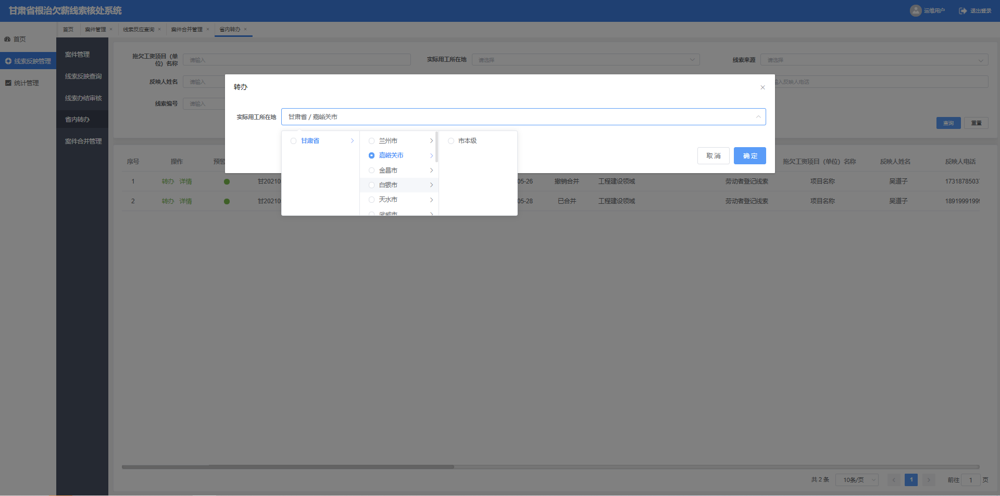 甘肃省根治欠薪线索核处系统
运维用户
退出登录
首页
线索反映管理
统计管理
首页 案件管理 × 线索反应查询 × 案件合并管理 × 省内转办 ×
案件管理
线索反映查询
线索办结审核
省内转办
案件合并管理
拖欠工资项目（单位）名称 请输入
实际用工所在地 请选择
线索来源 请选择
反映人姓名 请输入
输入反映人电话
线索编号 请输入
查询 重置
转办
实际用工所在地 甘肃省 / 嘉峪关市
甘肃省
兰州市
嘉峪关市
金昌市
白银市
天水市
武威市
市本级
取消 确定
序号 操作 预警 拖欠工资项目（单位）名称 反映人姓名 反映人电话
1 转办 详情 甘20210 05-26 撤销合并 工程建设领域 劳动者登记线索 项目名称 吴道子 1731878503
2 转办 详情 甘20210 05-28 已合并 工程建设领域 劳动者登记线索 项目名称 吴道子 189199919
共 2 条 10条/页 1 前往 1 页